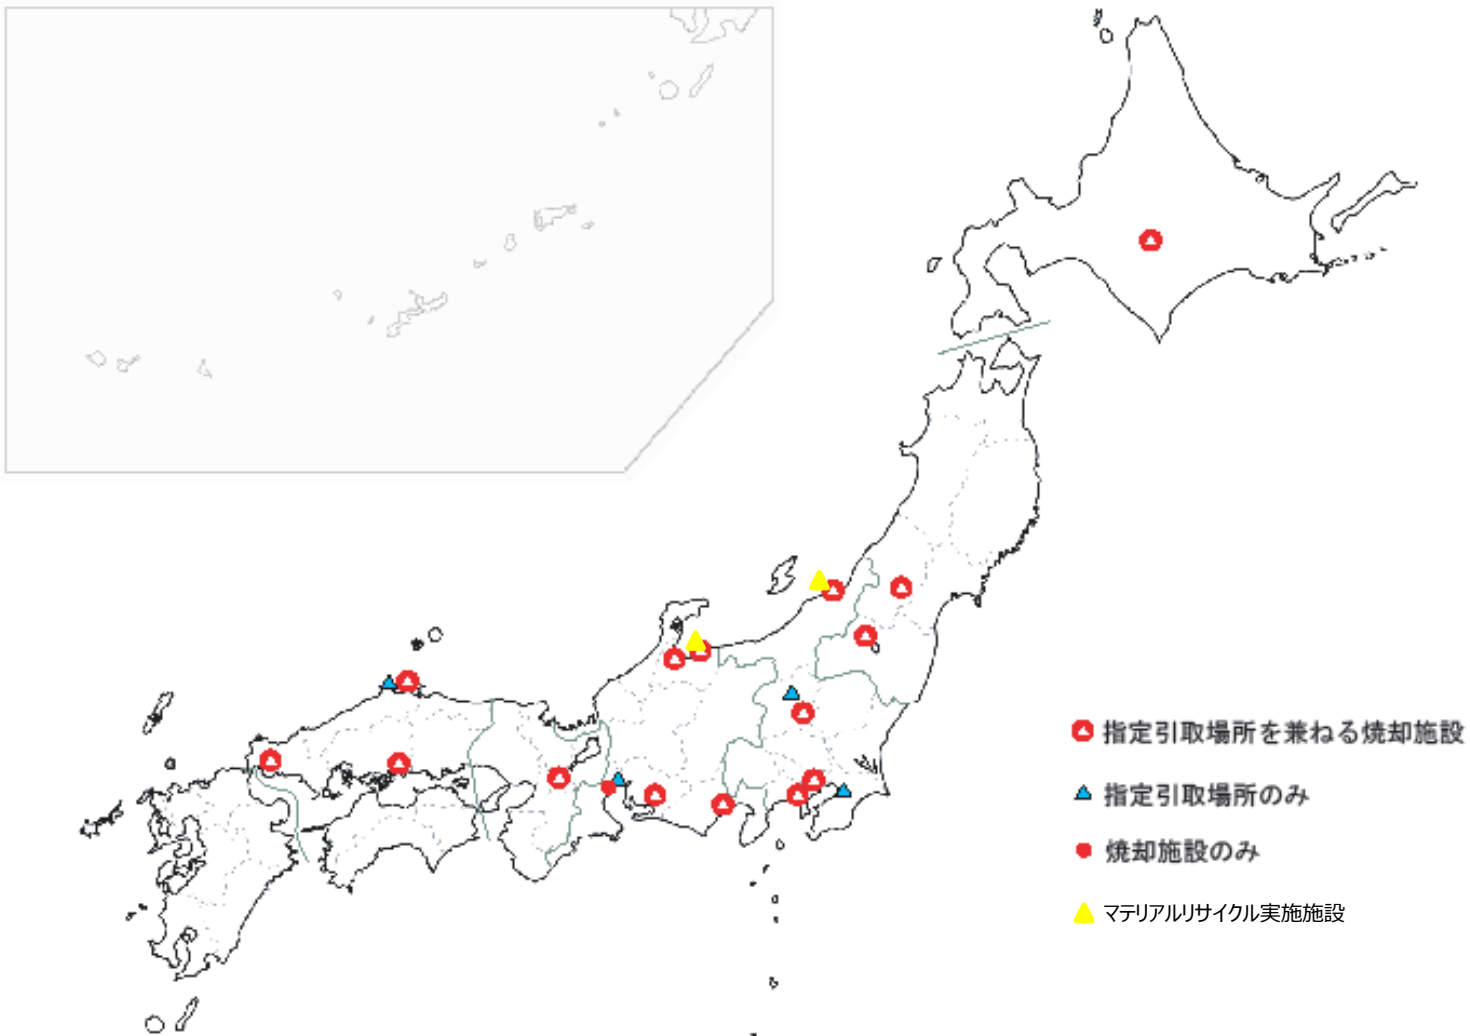 指定引取場所を兼ねる焼却施設
指定引取場所のみ
焼却施設のみ
マテリアルリサイクル実施施設